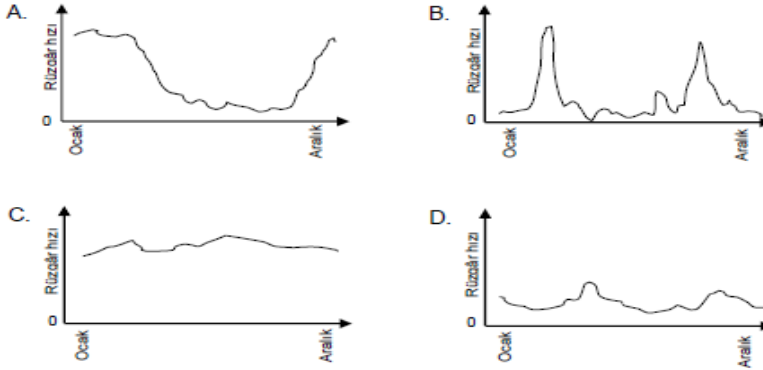 A.
Rüzgâr hızı
0
Ocak
Aralık
B.
Rüzgâr hızı
0
Ocak
Aralık
C.
Rüzgâr hızı
0
Ocak
Aralık
D.
Rüzgâr hızı
0
Ocak
Aralık